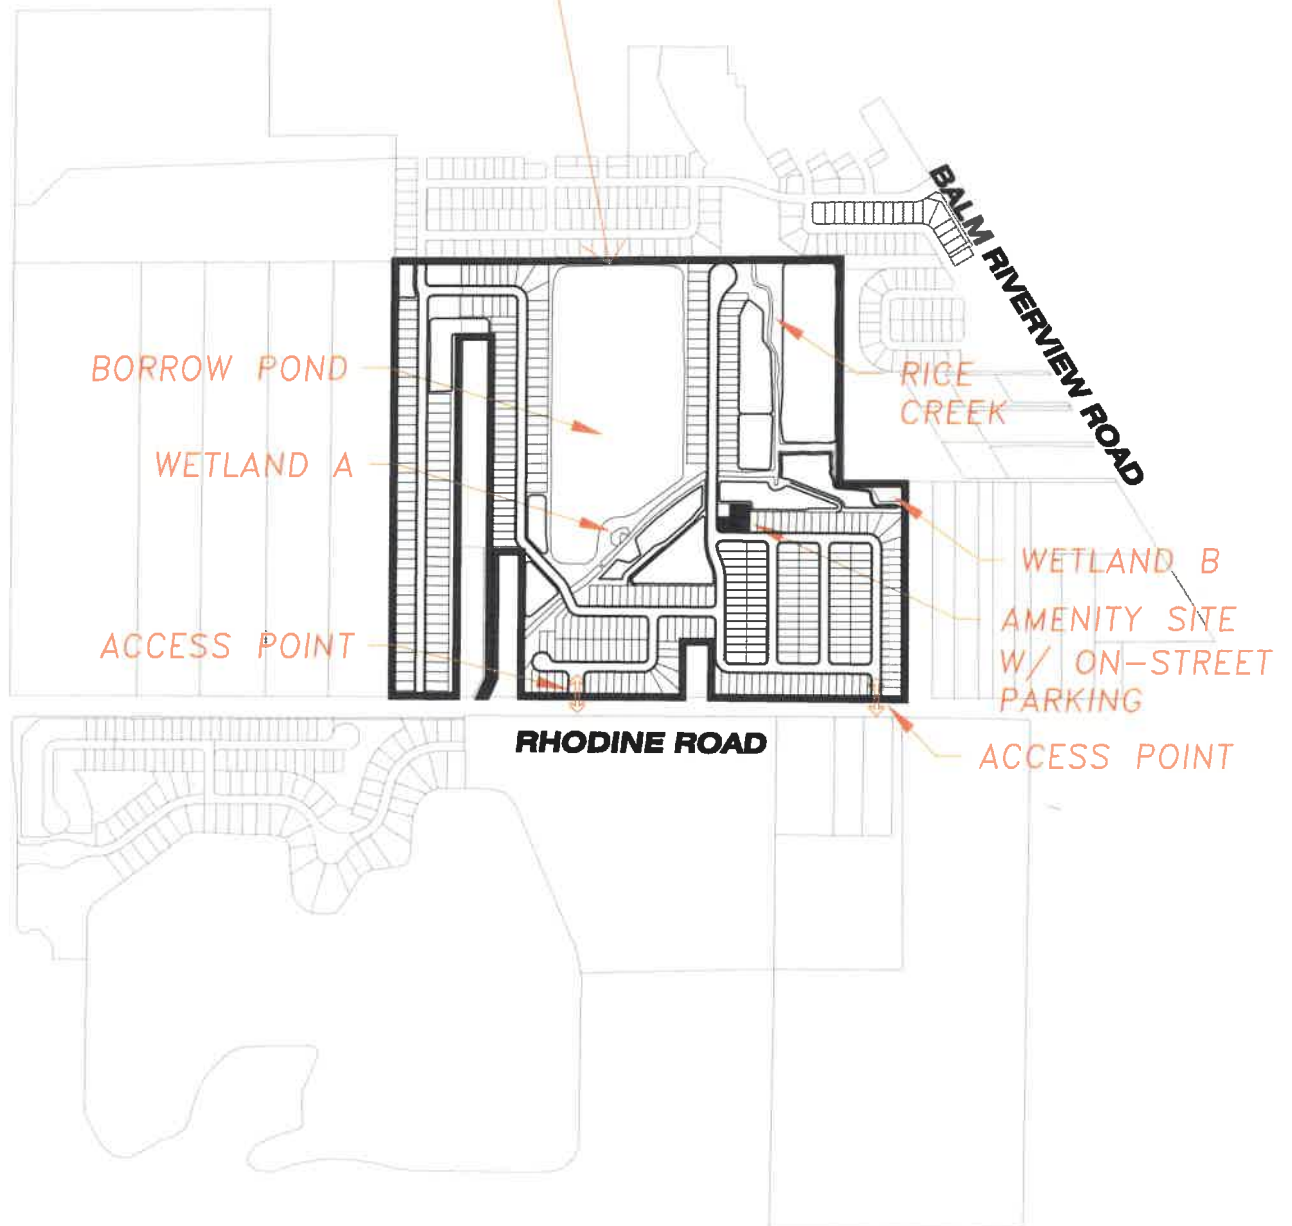 BALM RIVERVIEW ROAD
BORROW POND
RICE
CREEK
WETLAND A
WETLAND B
AMENITY SITE
W/ ON-STREET
PARKING
ACCESS POINT
RHODINE ROAD
ACCESS POINT